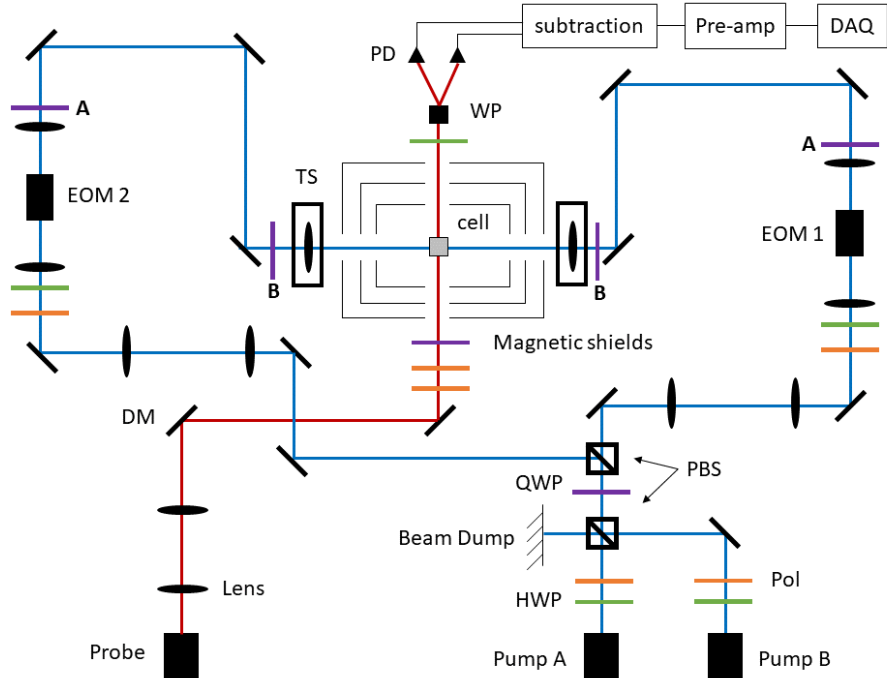 subtraction
Pre-amp
DAQ
PD
WP
A
A
TS
EOM 2
cell
EOM 1
B
B
Magnetic shields
DM
PBS
QWP
Beam Dump
Lens
HWP
Pol
Probe
Pump A
Pump B